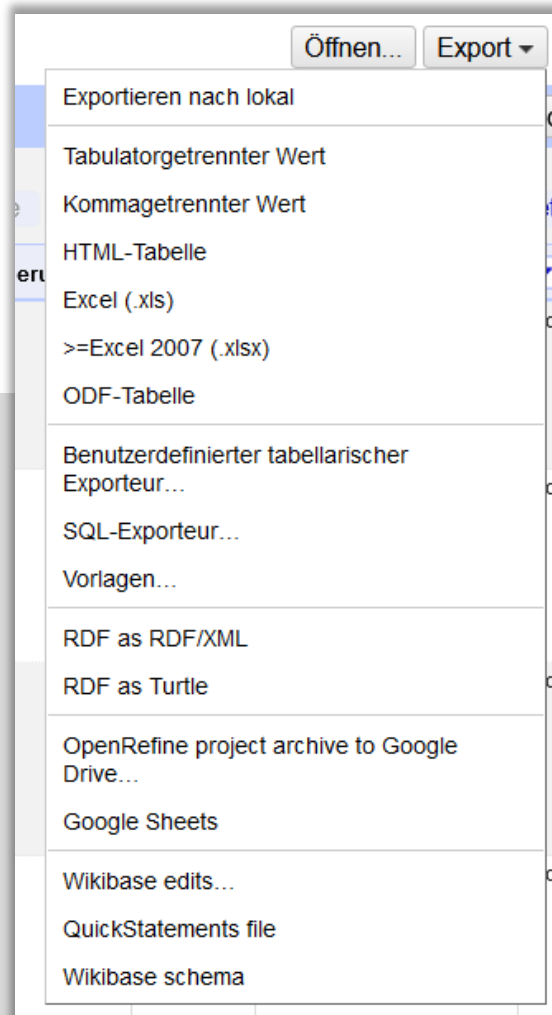 Öffnen... Export
Exportieren nach lokal
Tabulatorgetrennter Wert
Kommagetrennter Wert
HTML-Tabelle
Excel (.xls)
>=Excel 2007 (.xlsx)
ODF-Tabelle
Benutzerdefinierter tabellarischer
Exporteur…
SQL-Exporteur…
Vorlagen…
RDF as RDF/XML
RDF as Turtle
OpenRefine project archive to Google
Drive…
Google Sheets
Wikibase edits…
QuickStatements file
Wikibase schema